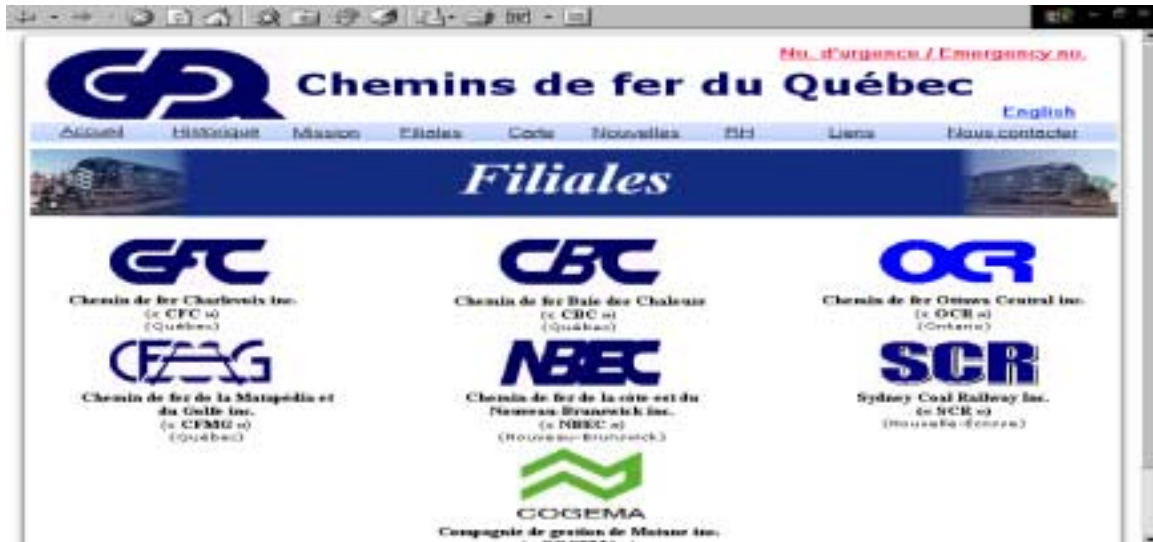 No. d'urgence / Emergency no.
CFQ
Chemins de fer du Québec
English
Accueil Historique Mission Filiales Carte Nouvelles RH Liens Nous contacter
Filiales
CFC CBC OCR
Chemin de fer Charlevoix inc. Chemin de fer Baie des Chaleurs Chemin de fer Ottawa Central inc.
(« CFC ») (« CBC ») (« OCR »)
(Québec) (Québec) (Ontario)
CFMG NBEC SCR
Chemin de fer de la Matapédia et Chemin de fer de la côte est du Sydney Coal Railway Inc.
du Golfe inc. Nouveau-Brunswick inc. (« SCR »)
(« CFMG ») (« NBEC ») (Nouvelle-Écosse)
(Québec) (Nouveau-Brunswick)
COGEMA
Compagnie de gestion de Matane inc.